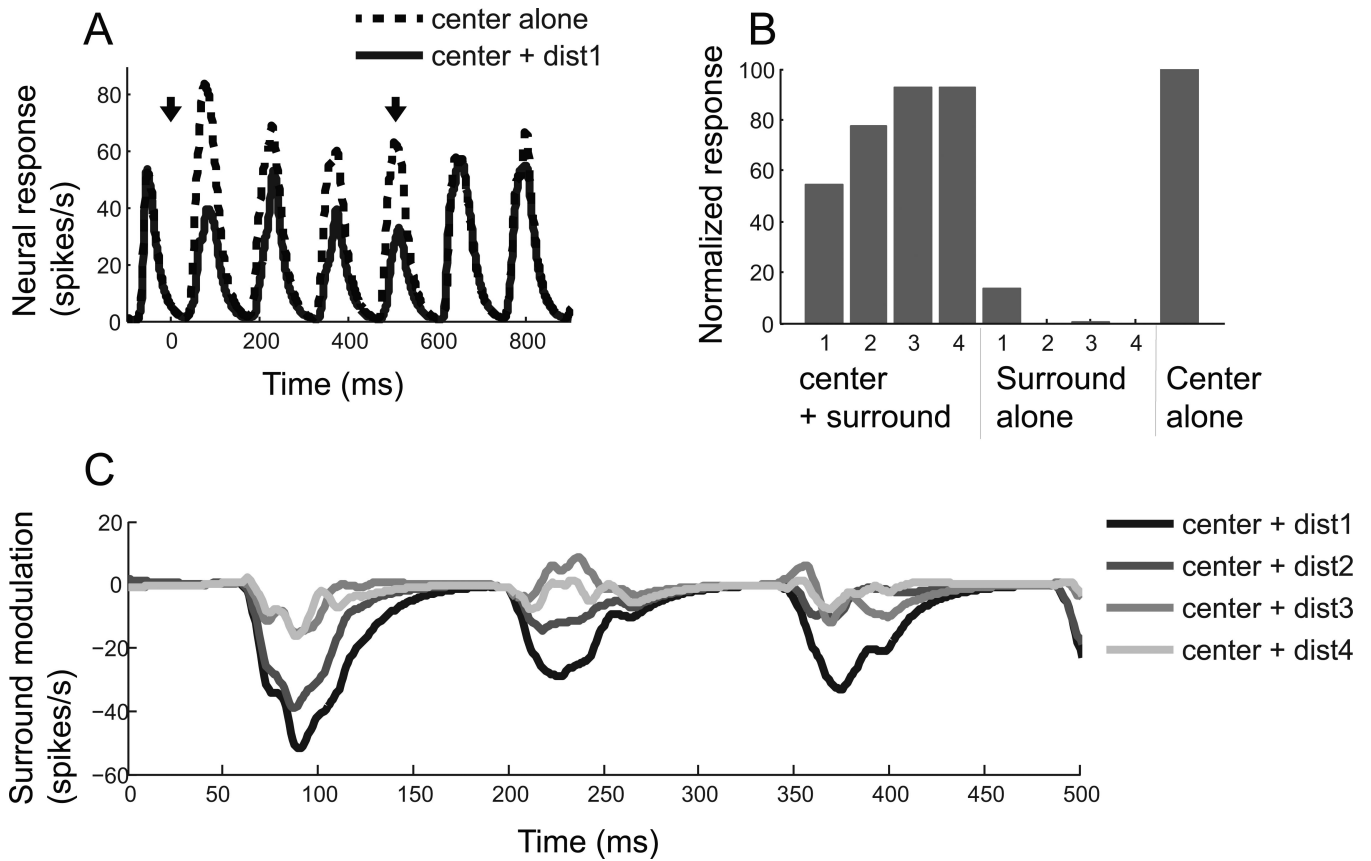 A
center alone
center + dist1
Neural response
(spikes/s)
80
60
40
20
0
0 200 400 600 800
Time (ms)
B
Normalized response
100
80
60
40
20
0
1 2 3 4 1 2 3 4
center
+ surround
Surround
alone
Center
alone
C
Surround modulation
(spikes/s)
20
0
−20
−40
−60
0 50 100 150 200 250 300 350 400 450 500
Time (ms)
center + dist1
center + dist2
center + dist3
center + dist4